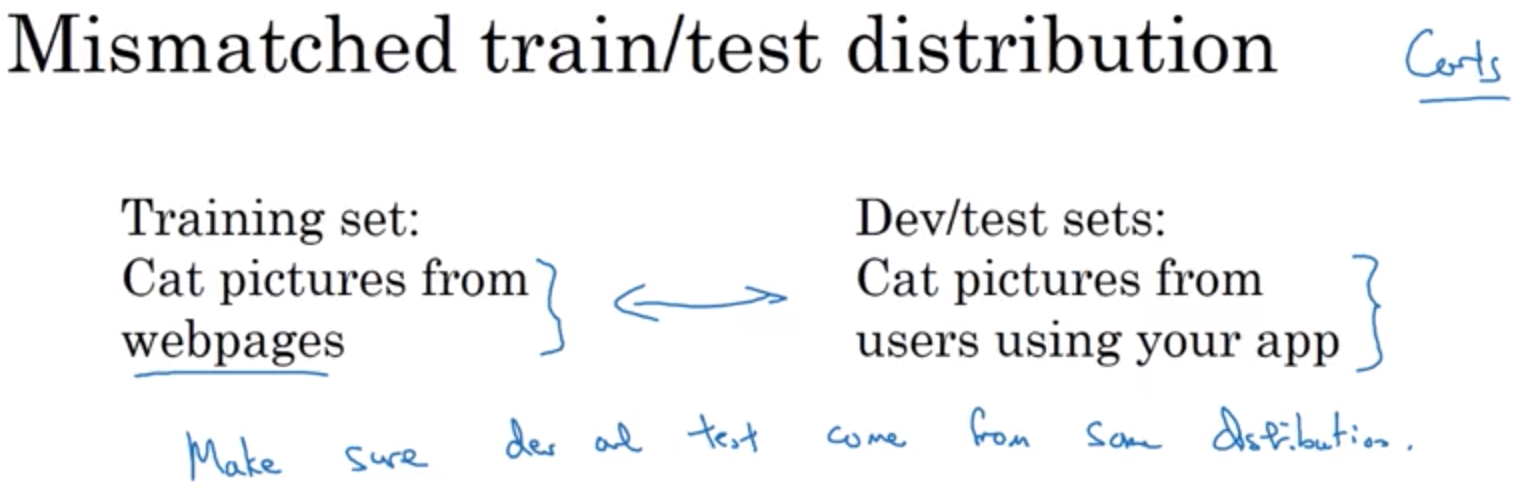 Mismatched train/test distribution
Training set:
Cat pictures from
webpages
Dev/test sets:
Cat pictures from
users using your app
Make sure dev and test come from same distribution.